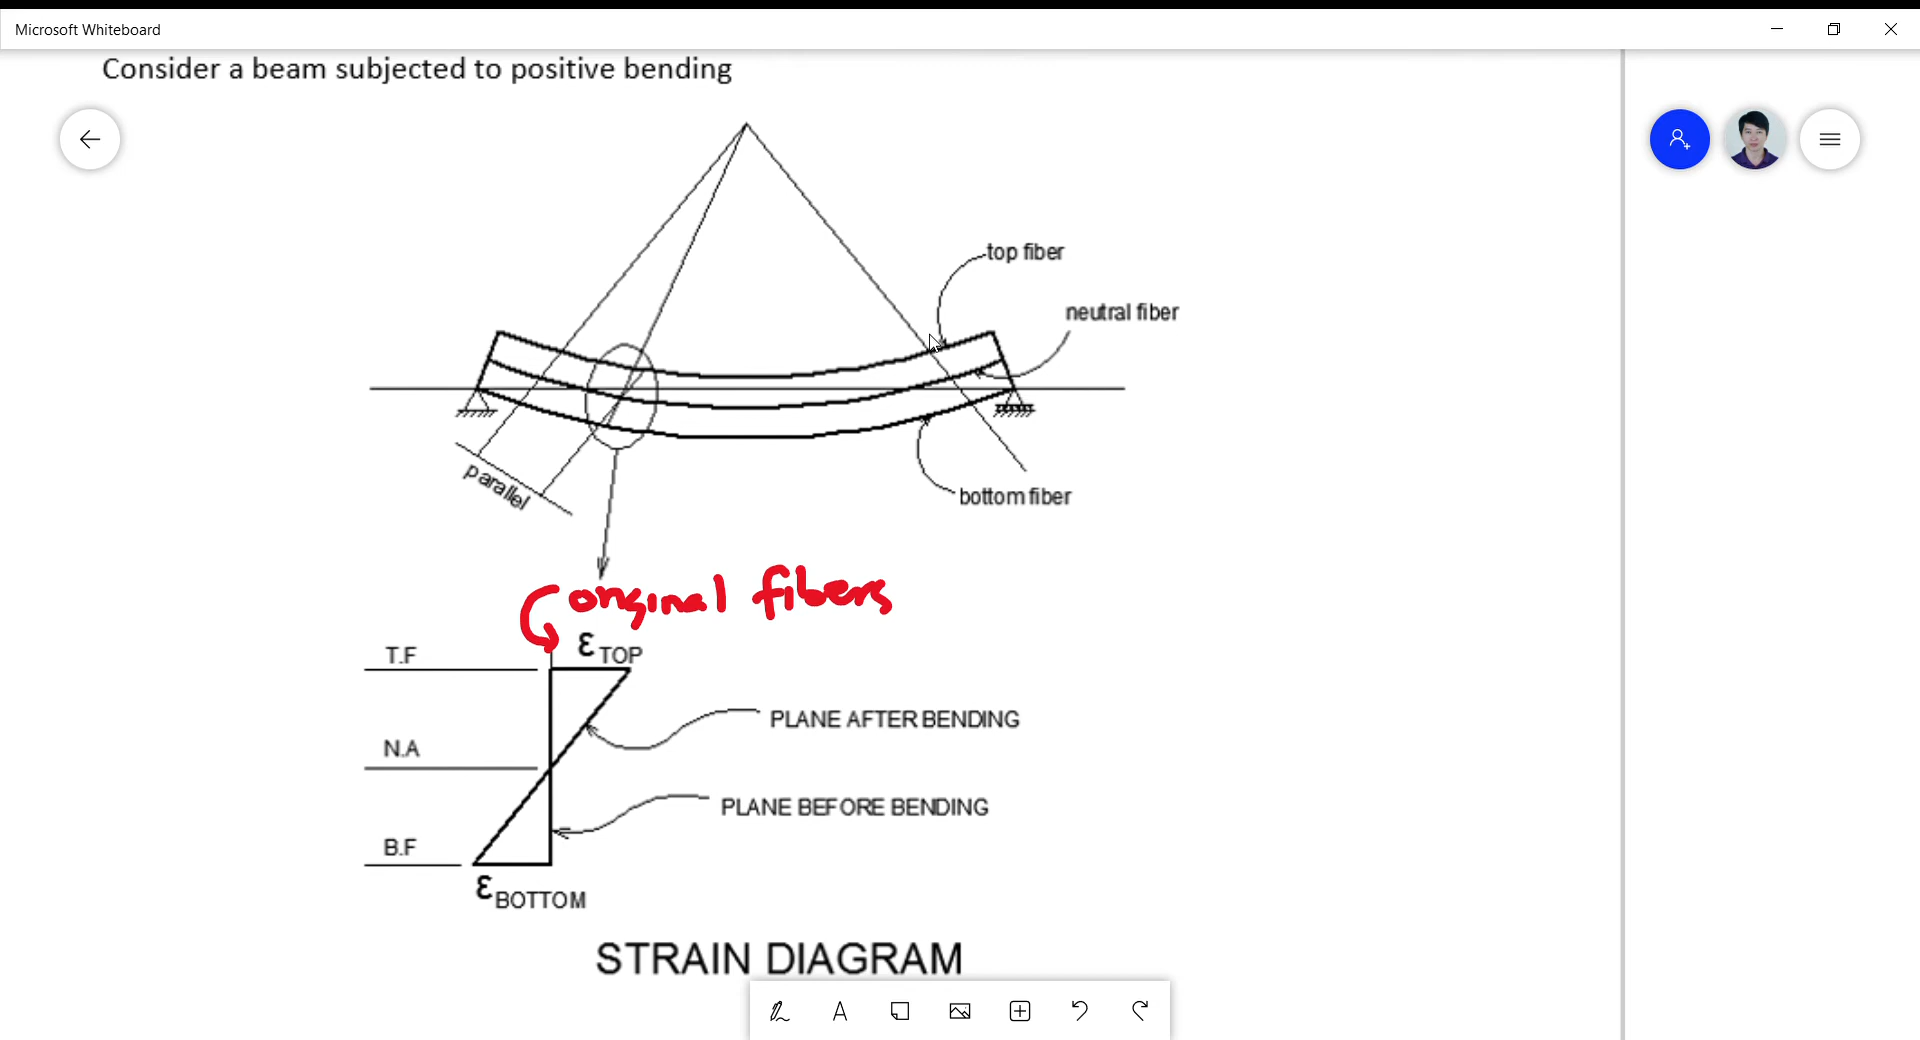 Microsoft Whiteboard
Consider a beam subjected to positive bending
top fiber
neutral fiber
parallel
bottom fiber
original fibers
T.F
ε TOP
PLANE AFTER BENDING
N.A
PLANE BEFORE BENDING
B.F
ε BOTTOM
STRAIN DIAGRAM